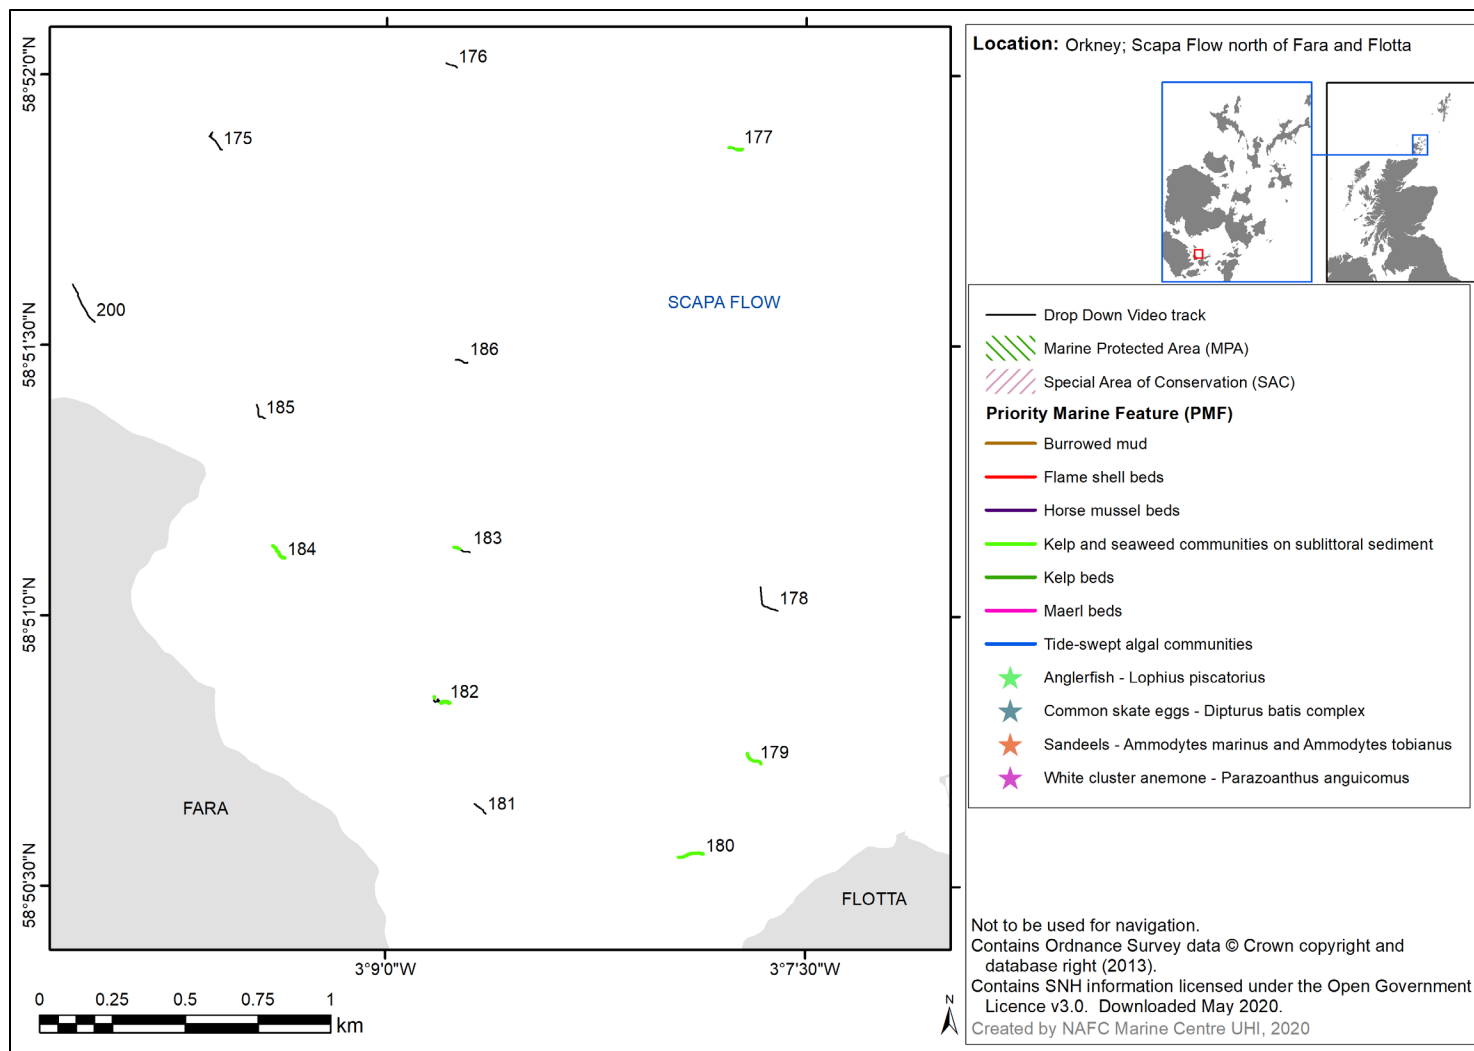 58°52'0"N
58°51'30"N
58°51'0"N
58°50'30"N
176
175
177
200
SCAPA FLOW
186
185
183
184
178
182
179
181
FARA
180
FLOTTA
3°9'0"W
3°7'30"W
0 0.25 0.5 0.75 1
km
N
Location: Orkney; Scapa Flow north of Fara and Flotta
Drop Down Video track
Marine Protected Area (MPA)
Special Area of Conservation (SAC)
Priority Marine Feature (PMF)
Burrowed mud
Flame shell beds
Horse mussel beds
Kelp and seaweed communities on sublittoral sediment
Kelp beds
Maerl beds
Tide-swept algal communities
Anglerfish - Lophius piscatorius
Common skate eggs - Dipturus batis complex
Sandeels - Ammodytes marinus and Ammodytes tobianus
White cluster anemone - Parazoanthus anguicomus
Not to be used for navigation.
Contains Ordnance Survey data © Crown copyright and
database right (2013).
Contains SNH information licensed under the Open Government
Licence v3.0. Downloaded May 2020.
Created by NAFC Marine Centre UHI, 2020